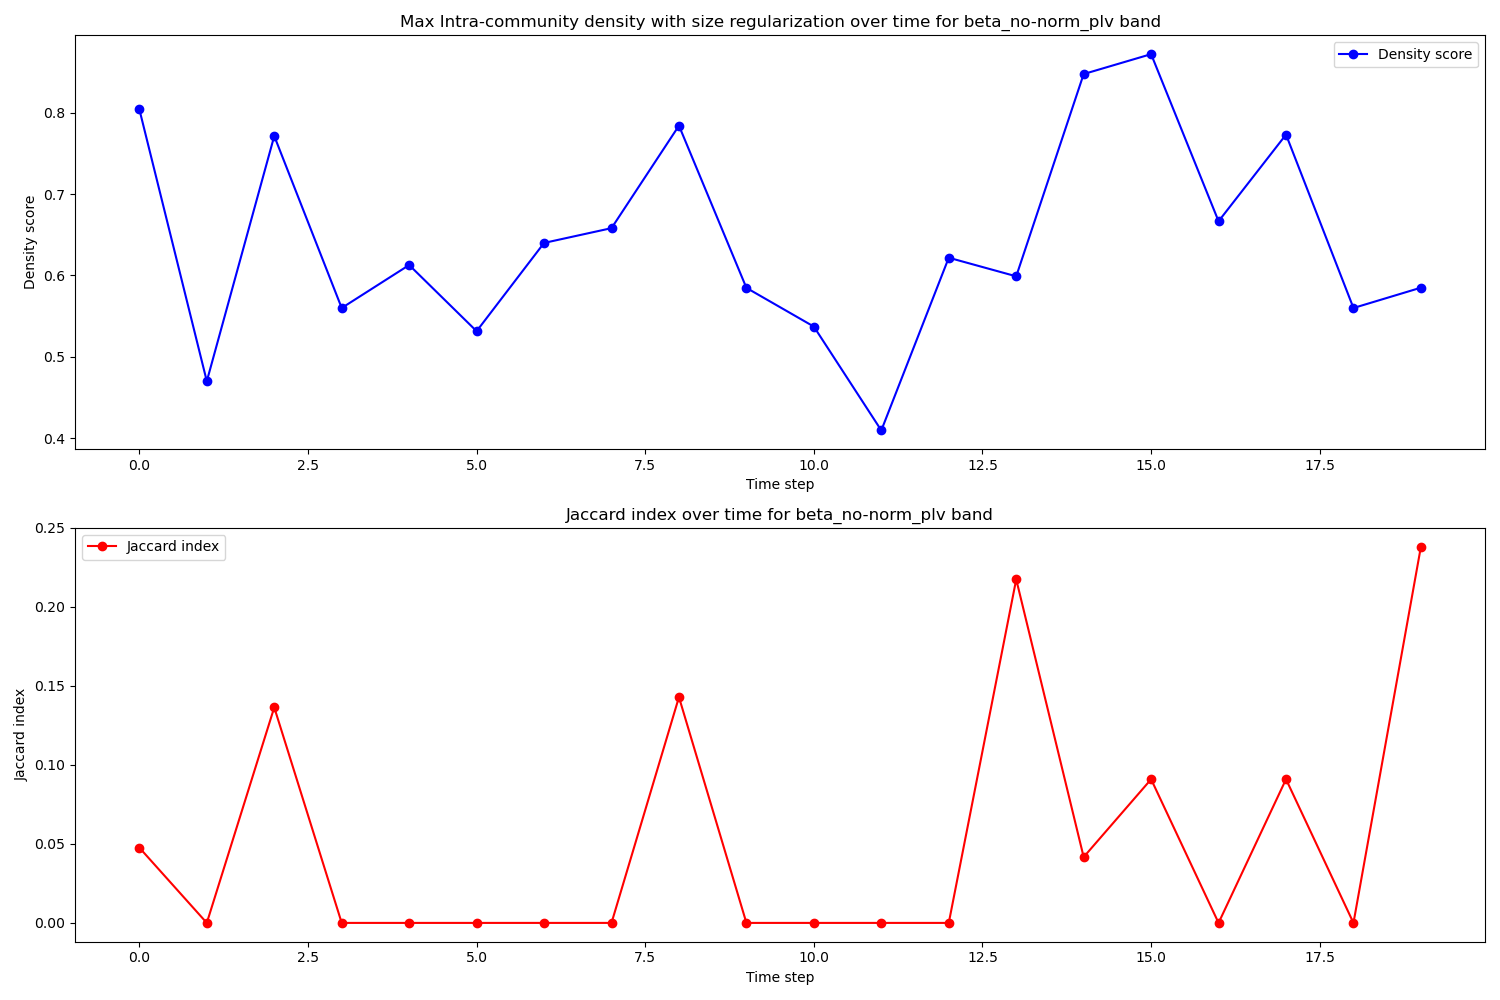 Max Intra-community density with size regularization over time for beta_no-norm_plv band
Density score
Density score
0.8
0.7
0.6
0.5
0.4
0.0 2.5 5.0 7.5 10.0 12.5 15.0 17.5
Time step
Jaccard index over time for beta_no-norm_plv band
Jaccard index
Jaccard index
0.25
0.20
0.15
0.10
0.05
0.00
0.0 2.5 5.0 7.5 10.0 12.5 15.0 17.5
Time step